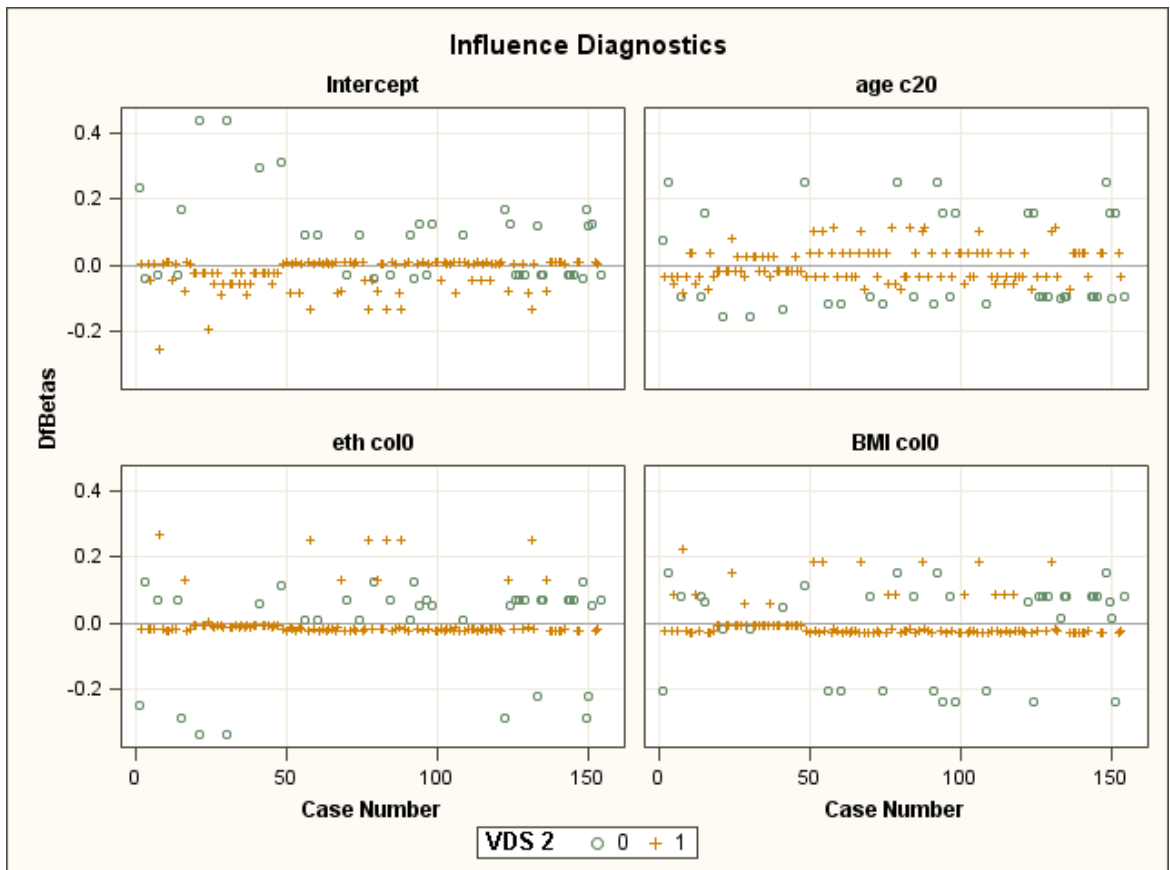 Influence Diagnostics
Intercept
age c20
0.4
0.2
0.0
-0.2
DfBetas
eth col0
BMI col0
0.4
0.2
0.0
-0.2
0 50 100 150
0 50 100 150
Case Number
Case Number
VDS 2 0 1